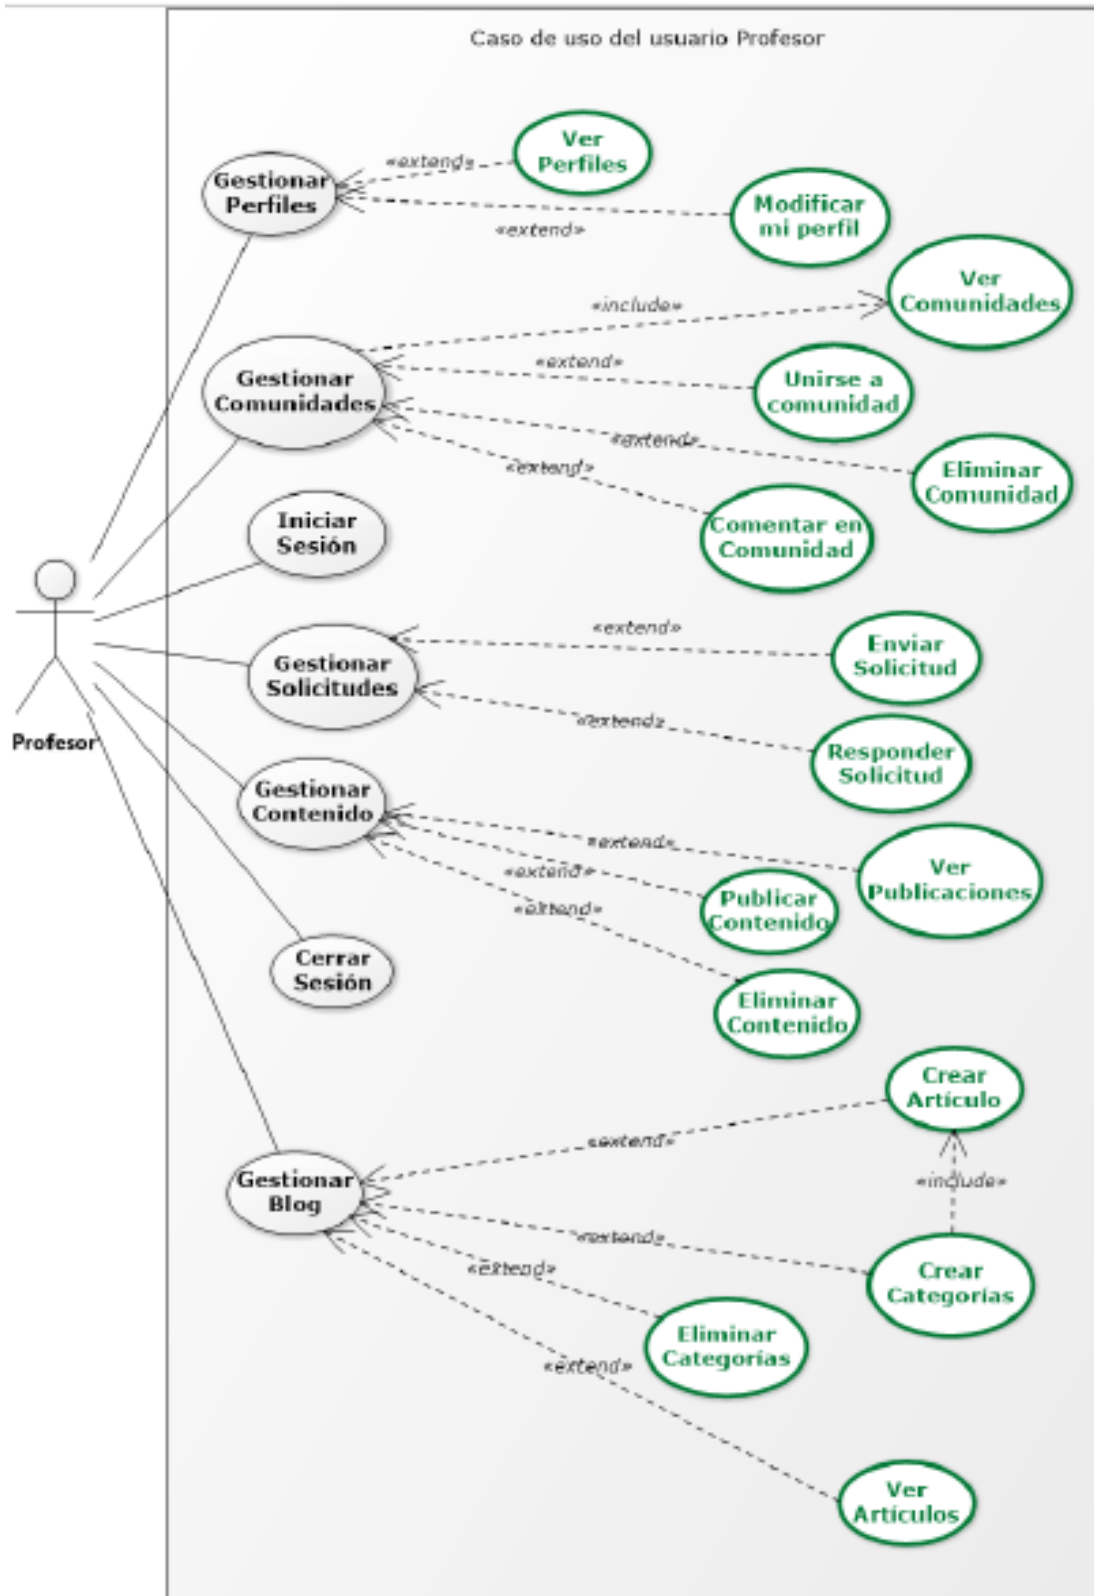 Caso de uso del usuario Profesor
Ver
Perfiles
«extend»
Gestionar
Perfiles
Modificar
mi perfil
«extend»
Ver
Comunidades
«include»
Gestionar
Comunidades
«extend»
Unirse a
comunidad
«extend»
Eliminar
Comunidad
«extend»
Comentar en
Comunidad
Iniciar
Sesión
Profesor
«extend»
Enviar
Solicitud
Gestionar
Solicitudes
«extend»
Responder
Solicitud
Gestionar
Contenido
«extend»
Ver
Publicaciones
«extend»
Publicar
Contenido
«extend»
Eliminar
Contenido
Cerrar
Sesión
Crear
Artículo
«extend»
«include»
Gestionar
Blog
«extend»
Crear
Categorías
«extend»
Eliminar
Categorías
«extend»
Ver
Artículos